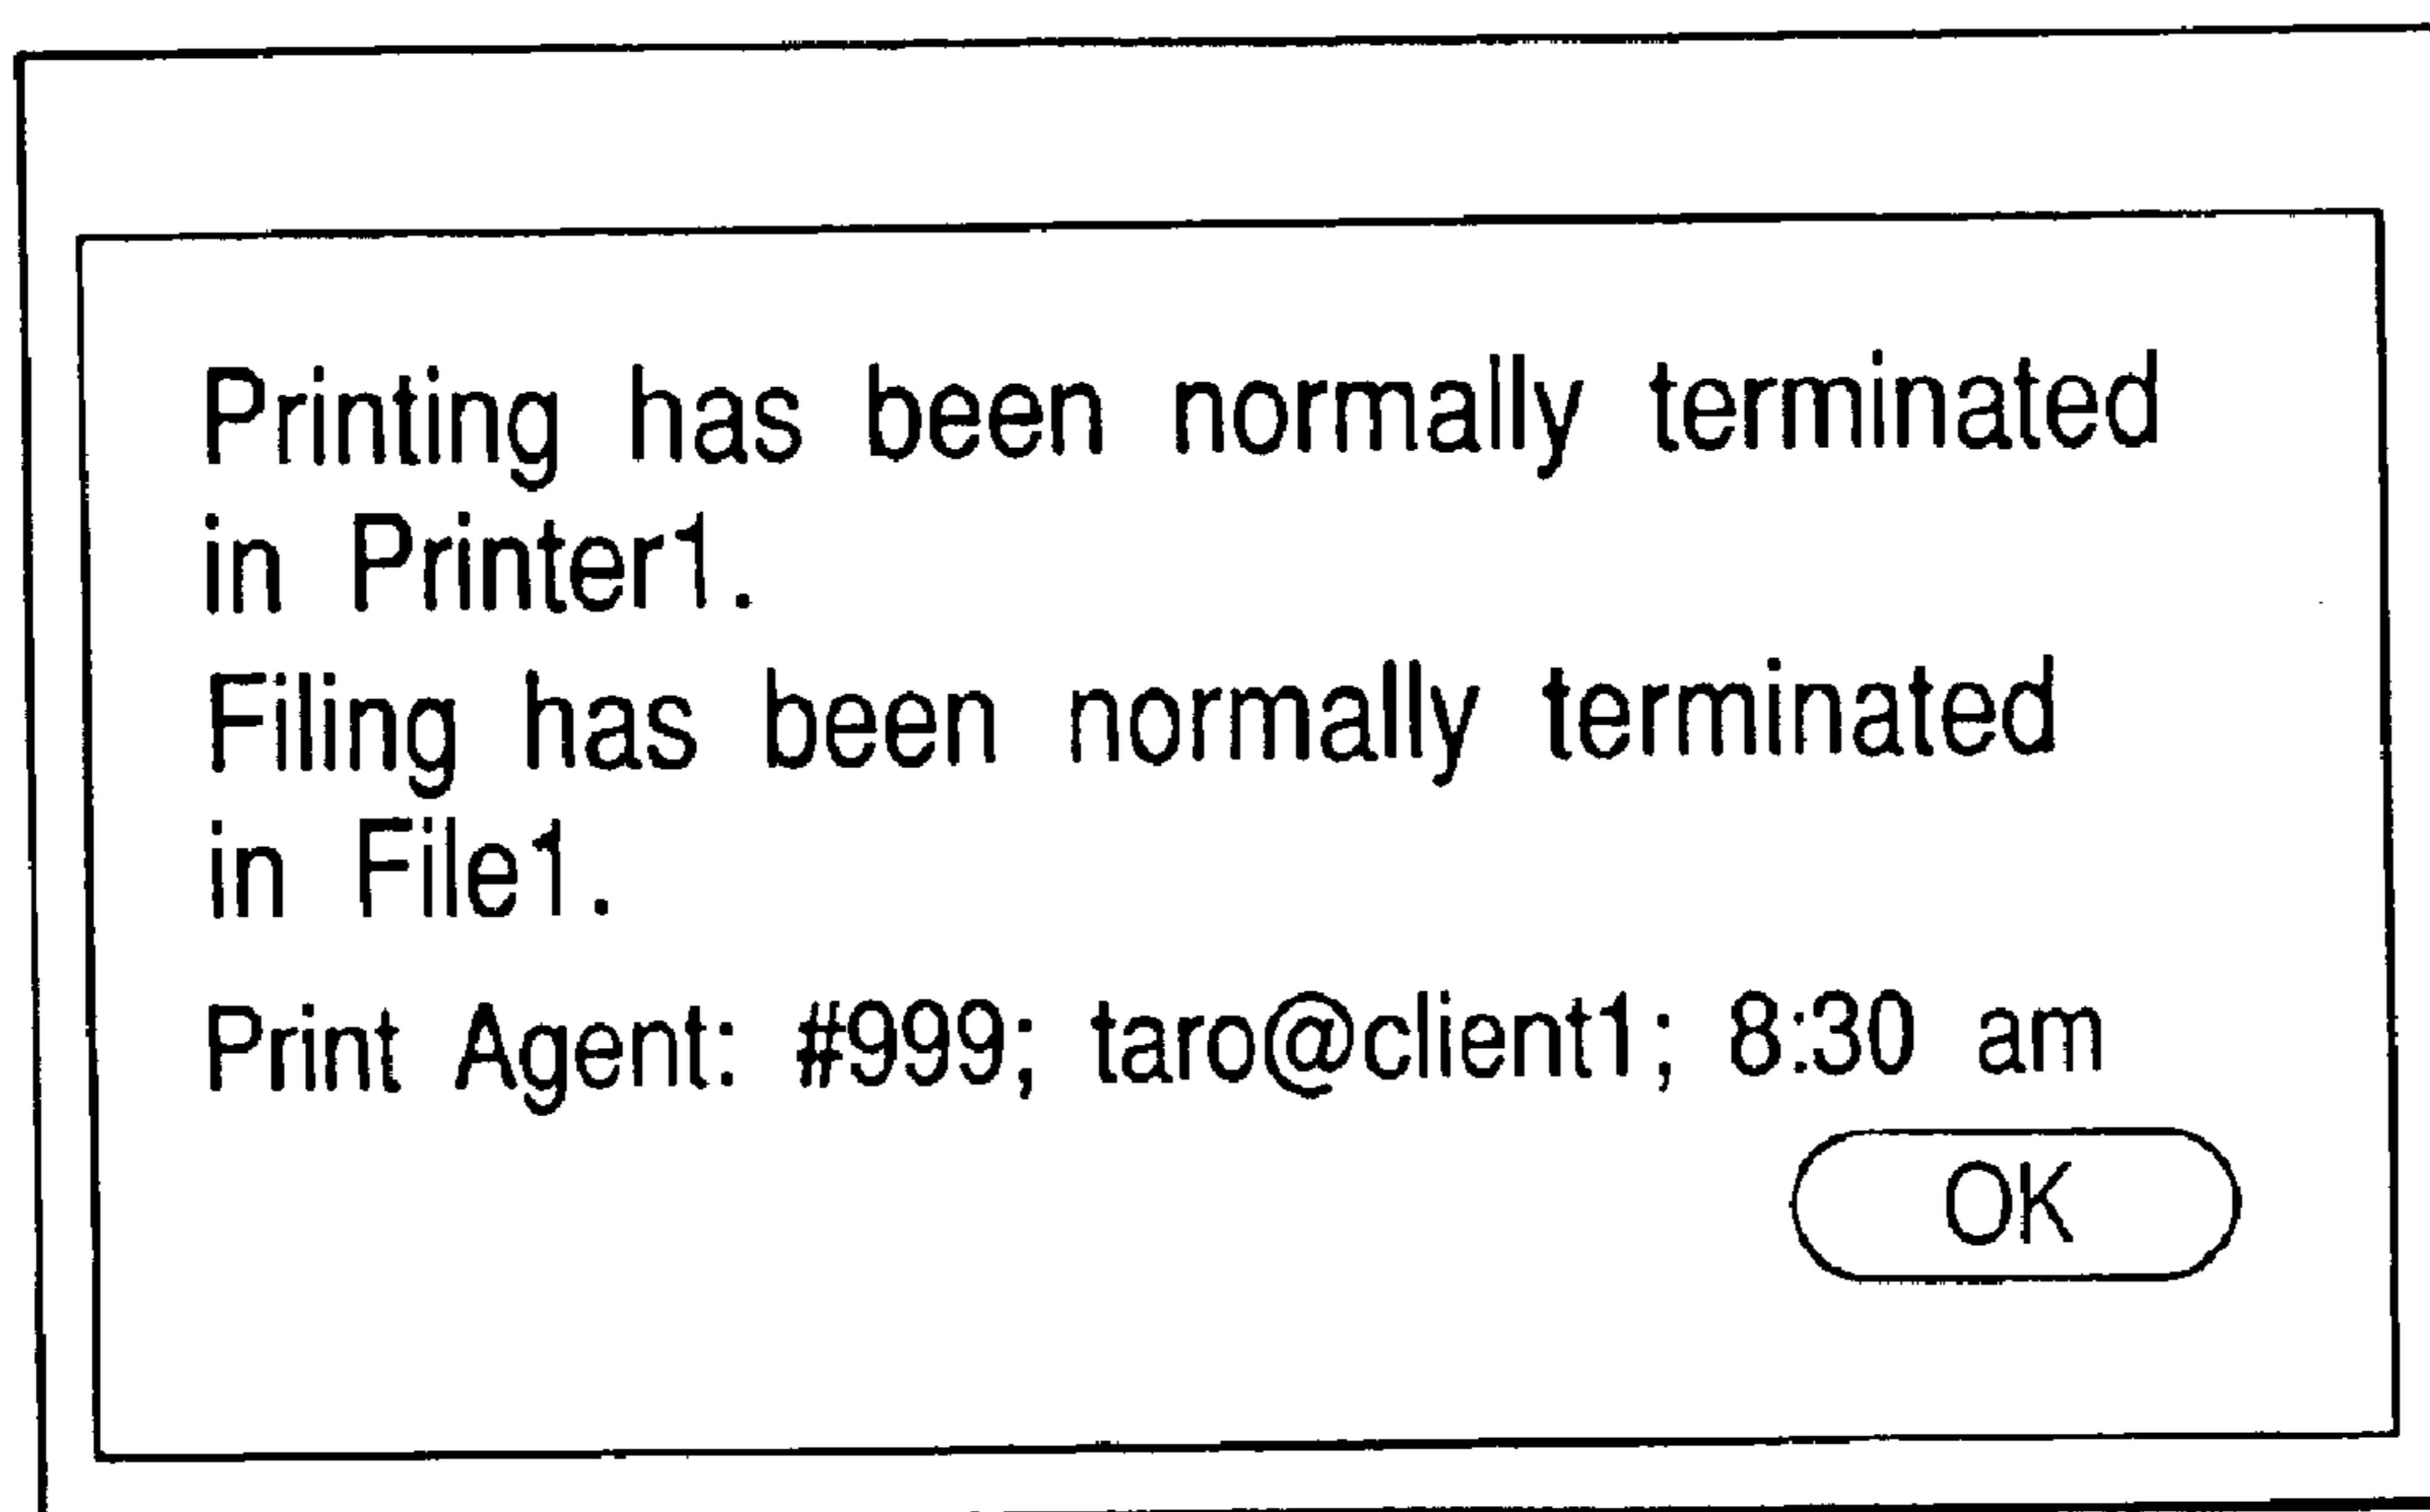 Printing has been normally terminated
in Printer1.
Filing has been normally terminated
in File1.
Print Agent: #999; taro@client1; 8:30 am
OK